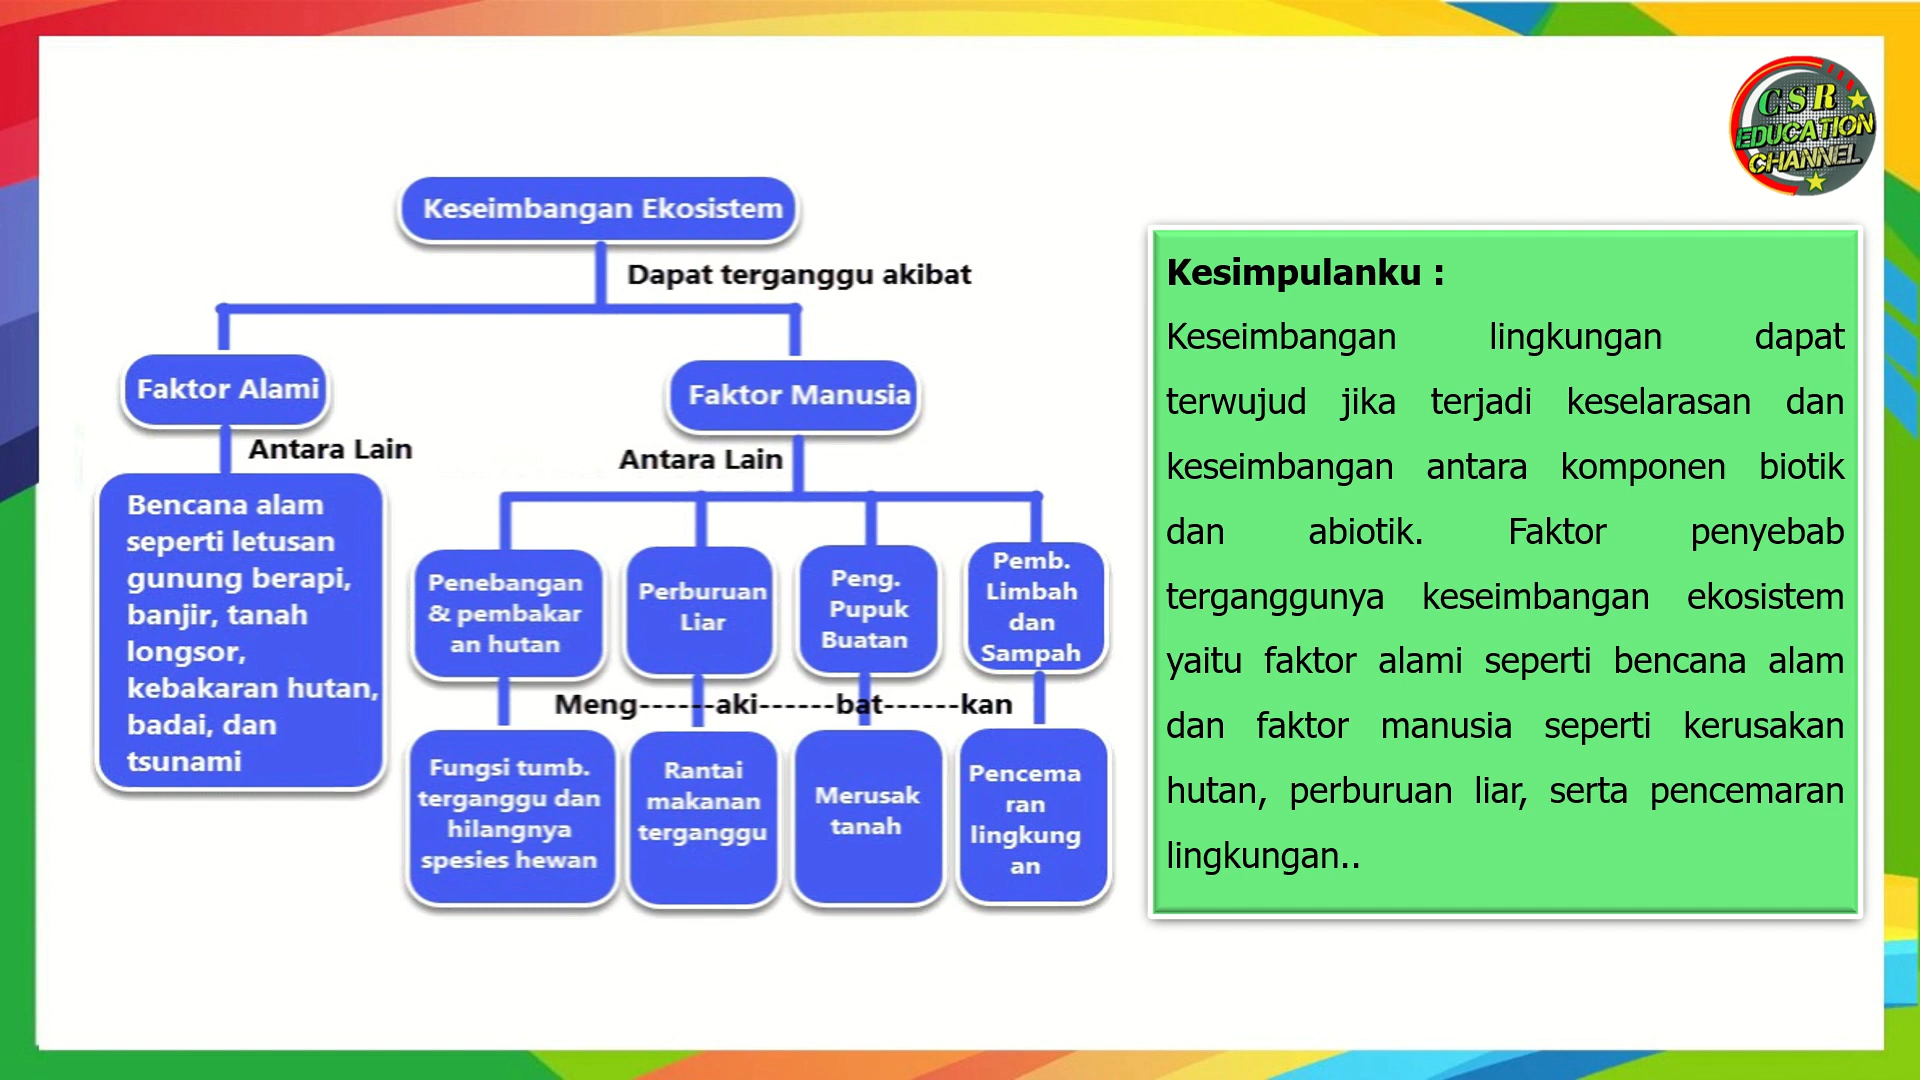 CSR
EDUCATION
CHANNEL
Keseimbangan Ekosistem
Dapat terganggu akibat
Faktor Alami
Faktor Manusia
Antara Lain
Antara Lain
Bencana alam
seperti letusan
gunung berapi,
banjir, tanah
longsor,
kebakaran hutan,
badai, dan
tsunami
Penebangan
& pembakar
an hutan
Perburuan
Liar
Peng.
Pupuk
Buatan
Pemb.
Limbah
dan
Sampah
Meng------aki------bat------kan
Fungsi tumb.
terganggu dan
hilangnya
spesies hewan
Rantai
makanan
terganggu
Merusak
tanah
Pencema
ran
lingkung
an
Kesimpulanku :
Keseimbangan lingkungan dapat
terwujud jika terjadi keselarasan dan
keseimbangan antara komponen biotik
dan abiotik. Faktor penyebab
terganggunya keseimbangan ekosistem
yaitu faktor alami seperti bencana alam
dan faktor manusia seperti kerusakan
hutan, perburuan liar, serta pencemaran
lingkungan..